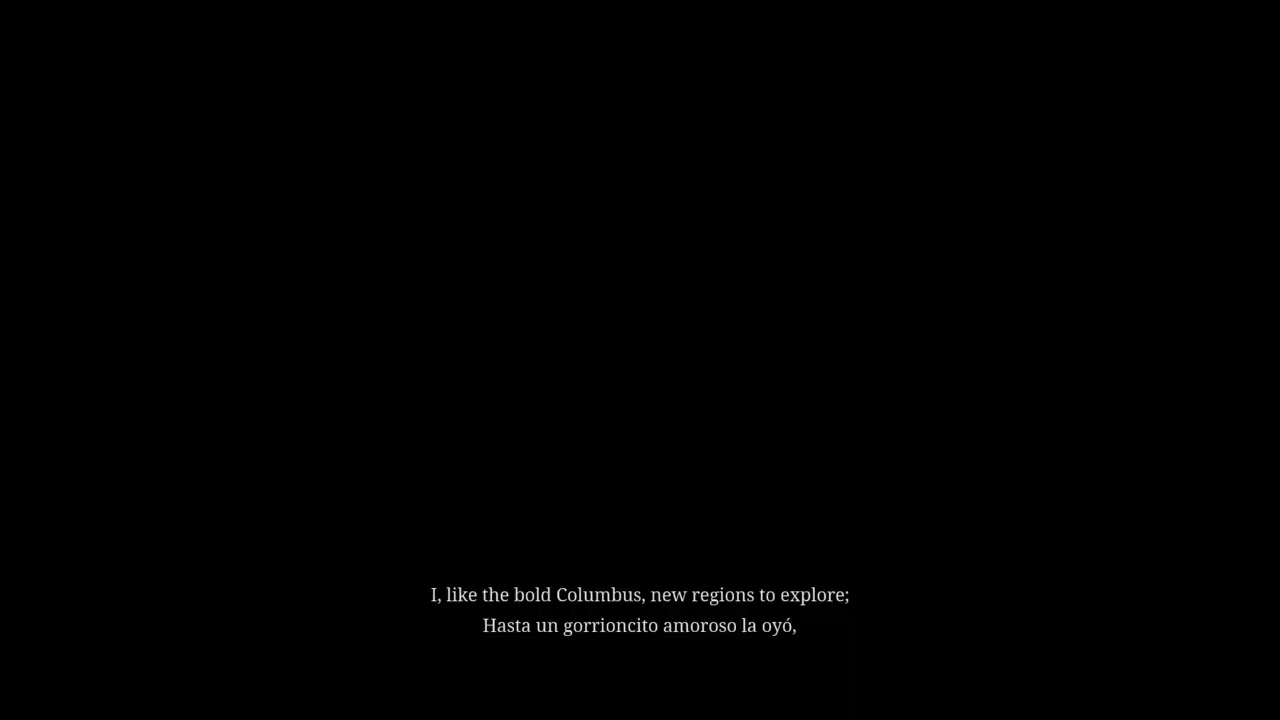 I, like the bold Columbus, new regions to explore;
Hasta un gorrioncito amoroso la oyó,